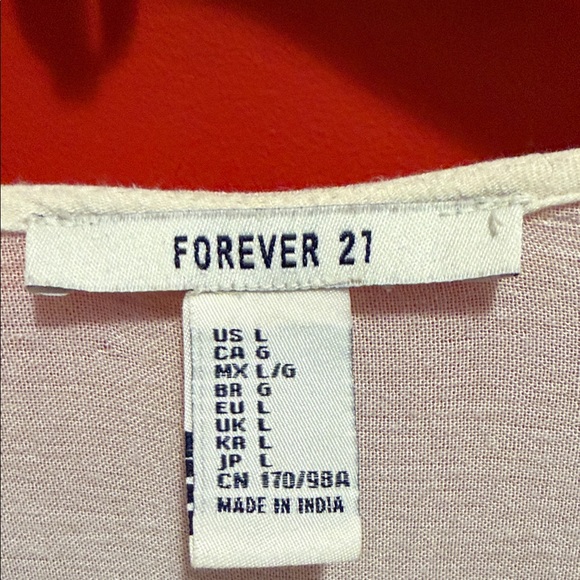 FOREVER 21
US L
CA G
MX L/G
BR G
EU L
UK L
KR L
JP L
CN 170/98A
MADE IN INDIA